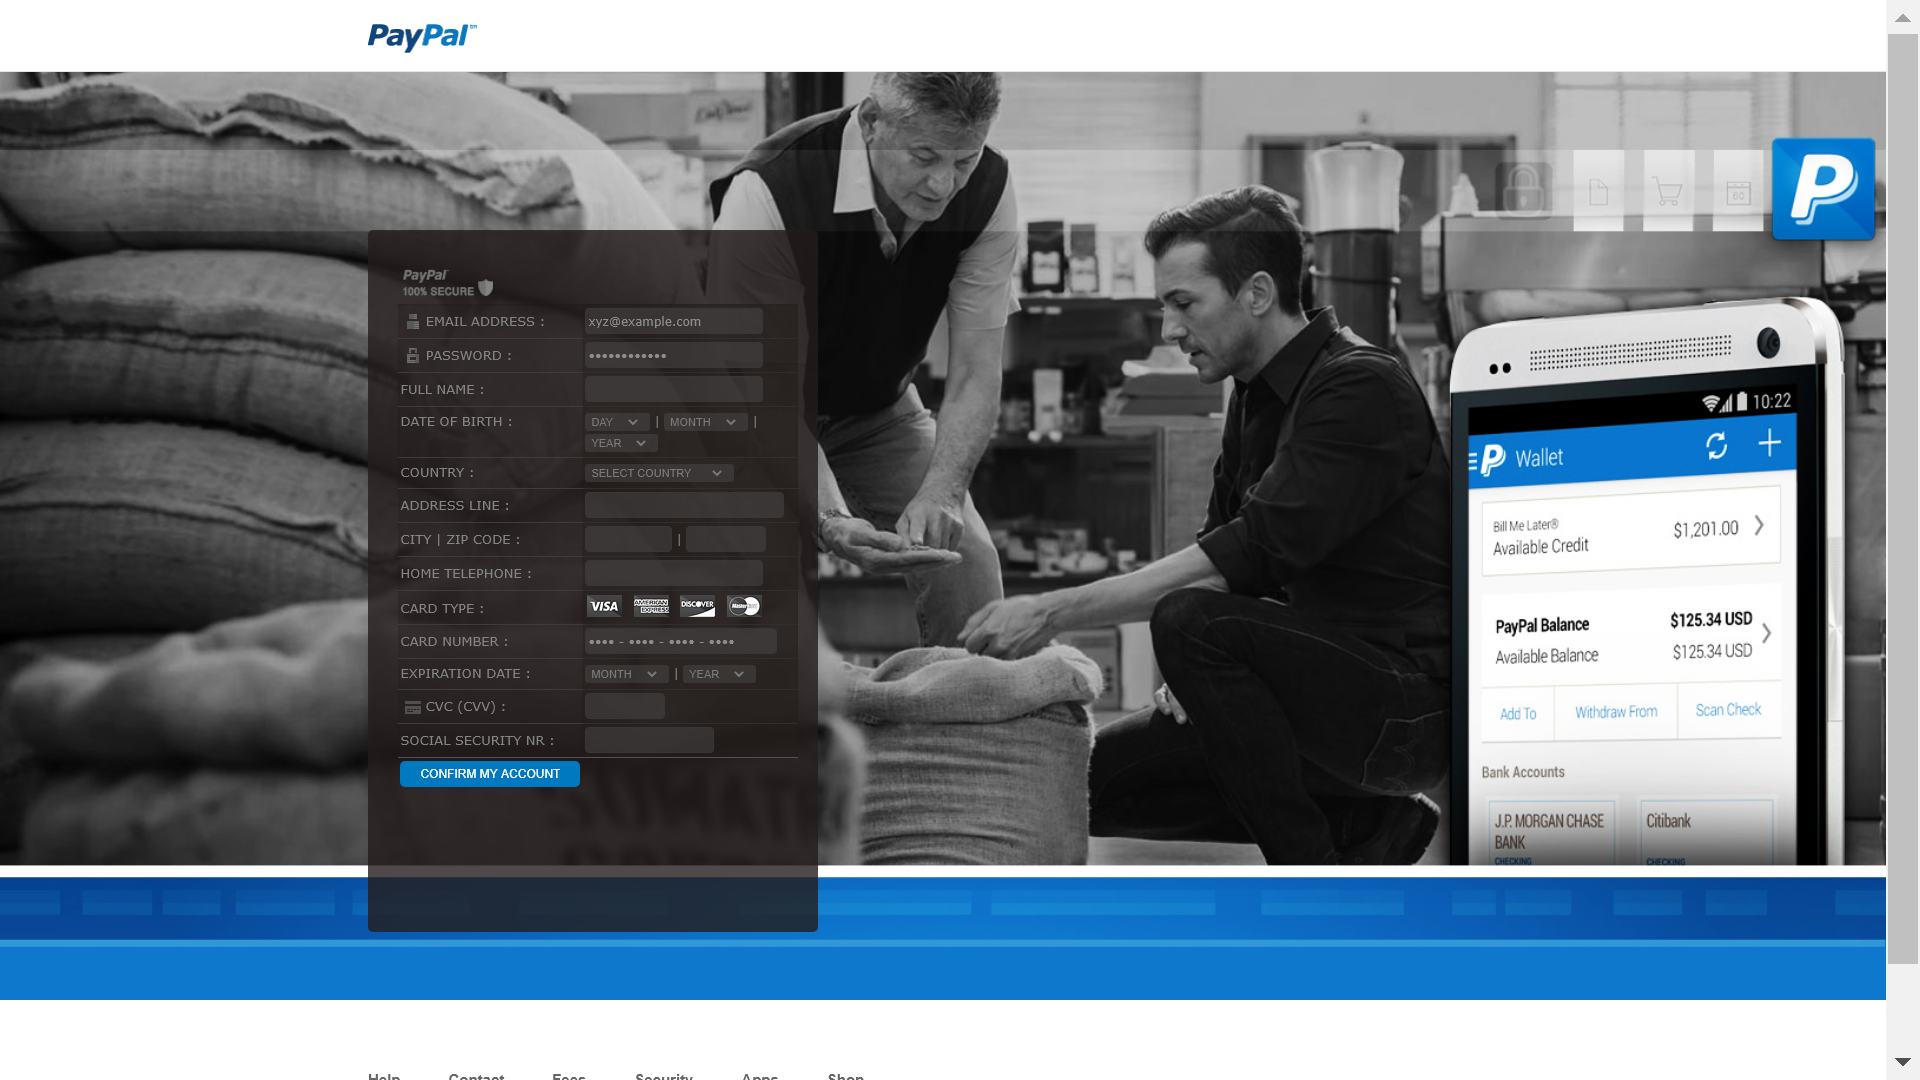 PayPal™
PayPal
100% SECURE
EMAIL ADDRESS : xyz@example.com
PASSWORD : ••••••••••••
FULL NAME :
DATE OF BIRTH : DAY | MONTH |
YEAR
COUNTRY : SELECT COUNTRY
ADDRESS LINE :
CITY | ZIP CODE : |
HOME TELEPHONE :
CARD TYPE : VISA AMERICAN EXPRESS DISCOVER MasterCard
CARD NUMBER : •••• - •••• - •••• - ••••
EXPIRATION DATE : MONTH | YEAR
CVC (CVV) :
SOCIAL SECURITY NR :
CONFIRM MY ACCOUNT
60
10:22
Wallet
Bill Me Later®
Available Credit $1,201.00
PayPal Balance $125.34 USD
Available Balance $125.34 USD
Add To Withdraw From Scan Check
Bank Accounts
J.P. MORGAN CHASE
BANK
CHECKING
Citibank
CHECKING
Help Contact Fees Security Apps Shop